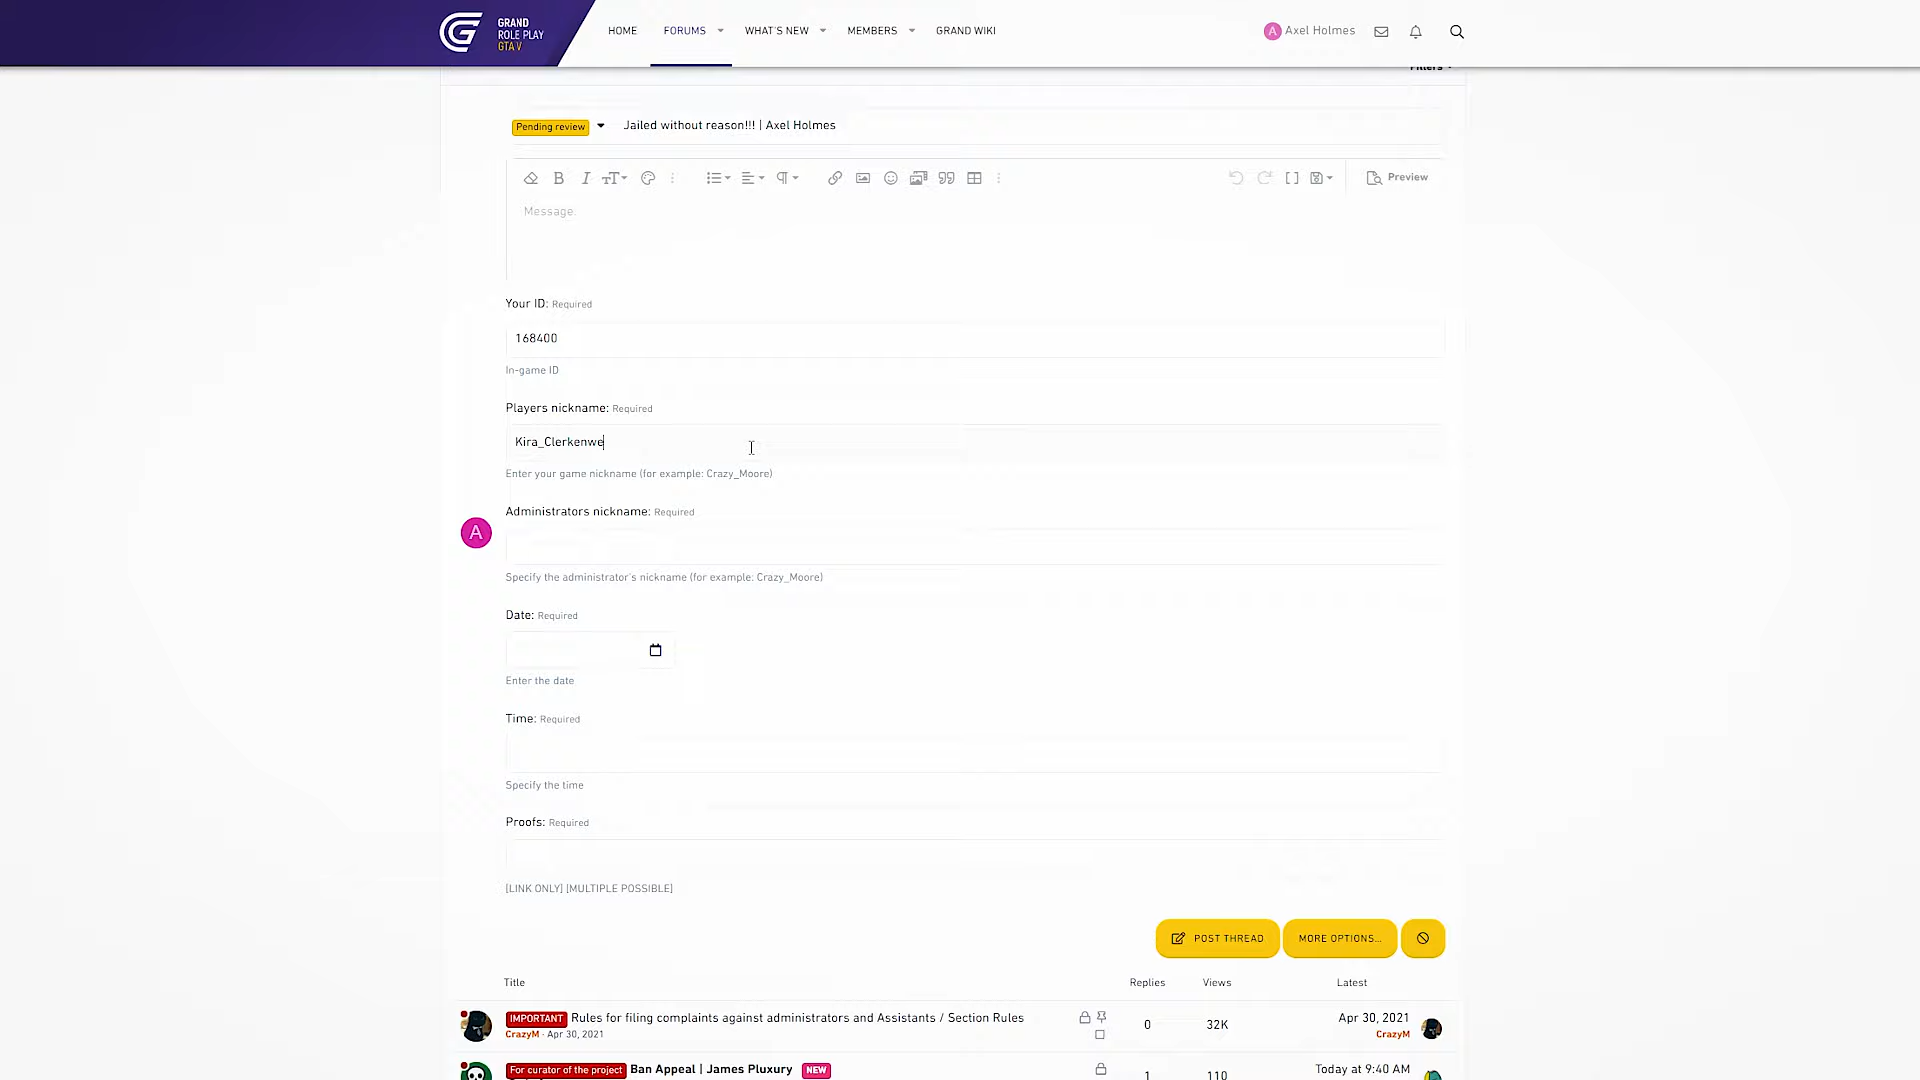 GRAND
ROLE PLAY
GTA V
HOME
FORUMS
WHAT'S NEW
MEMBERS
GRAND WIKI
A
Axel Holmes
Filters
Pending review
Jailed without reason!!! | Axel Holmes
Preview
Message.
Your ID: Required
168400
In-game ID
Players nickname: Required
Kira_Clerkenwe
Enter your game nickname (for example: Crazy_Moore)
Administrators nickname: Required
A
Specify the administrator's nickname (for example: Crazy_Moore)
Date: Required
Enter the date
Time: Required
Specify the time
Proofs: Required
[LINK ONLY] [MULTIPLE POSSIBLE]
POST THREAD
MORE OPTIONS...
Title
Replies
Views
Latest
IMPORTANT Rules for filing complaints against administrators and Assistants / Section Rules
CrazyM · Apr 30, 2021
0
32K
Apr 30, 2021
CrazyM
For curator of the project Ban Appeal | James Pluxury NEW
1
110
Today at 9:40 AM